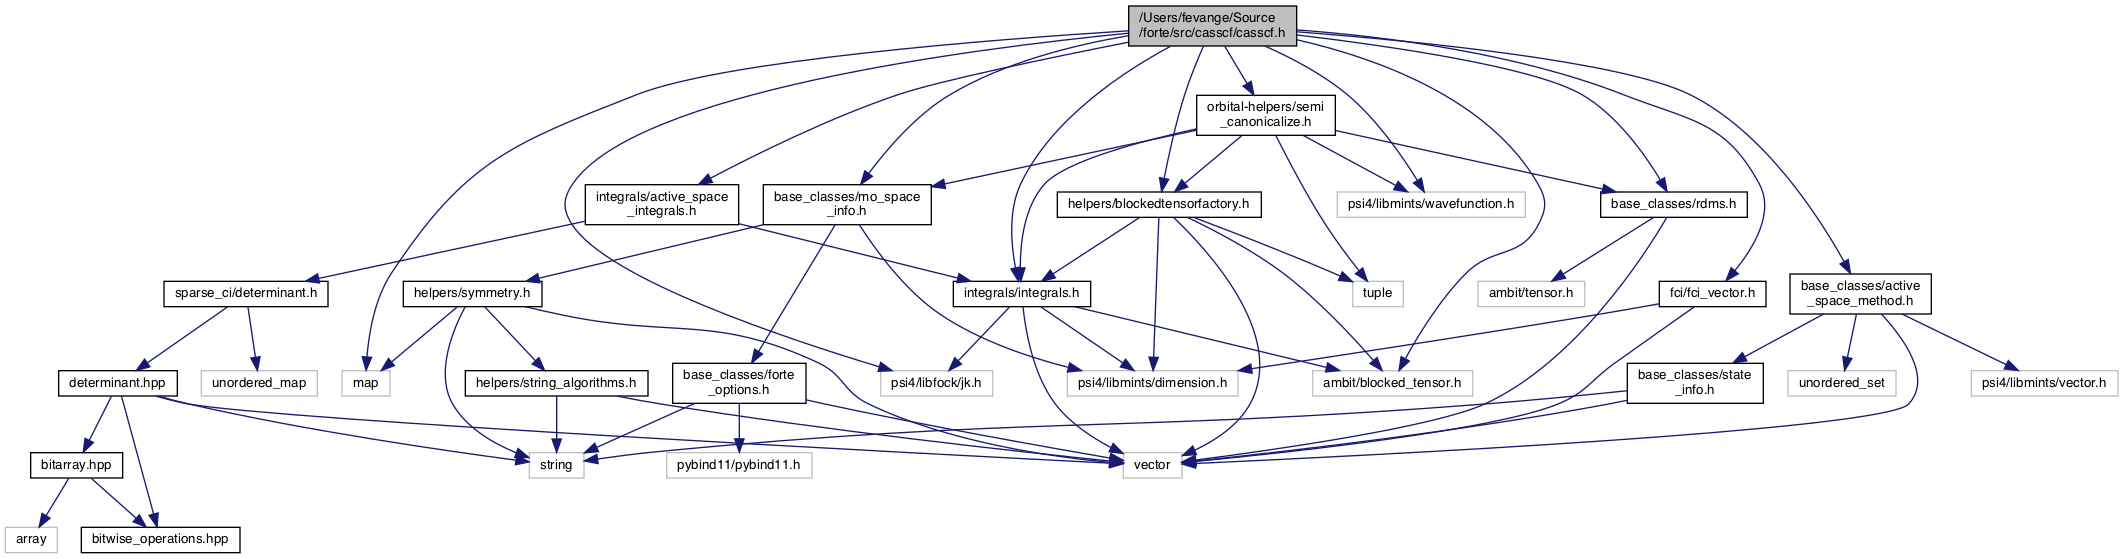 /Users/fevange/Source
/forte/src/casscf/casscf.h
orbital-helpers/semi
_canonicalize.h
integrals/active_space
_integrals.h
base_classes/mo_space
_info.h
helpers/blockedtensorfactory.h
psi4/libmints/wavefunction.h
base_classes/rdms.h
sparse_ci/determinant.h
helpers/symmetry.h
integrals/integrals.h
tuple
ambit/tensor.h
fci/fci_vector.h
base_classes/active
_space_method.h
determinant.hpp
unordered_map
map
helpers/string_algorithms.h
base_classes/forte
_options.h
psi4/libfock/jk.h
psi4/libmints/dimension.h
ambit/blocked_tensor.h
base_classes/state
_info.h
unordered_set
psi4/libmints/vector.h
bitarray.hpp
string
pybind11/pybind11.h
vector
array
bitwise_operations.hpp